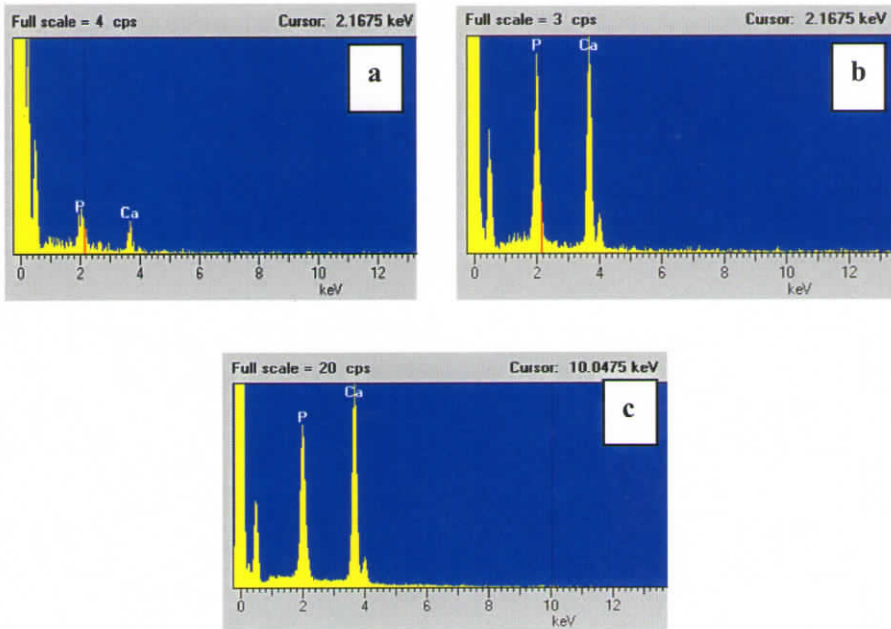 Full scale = 4 cps Cursor: 2.1675 keV
a
P
Ca
0 2 4 6 8 10 12
keV
Full scale = 3 cps Cursor: 2.1675 keV
b
P Ca
0 2 4 6 8 10 12
keV
Full scale = 20 cps Cursor: 10.0475 keV
c
Ca
P
0 2 4 6 8 10 12
keV